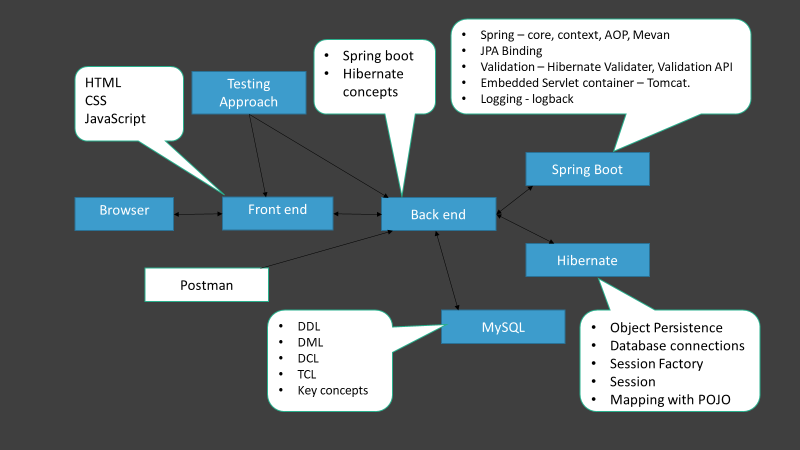 • Spring – core, context, AOP, Mevan
• JPA Binding
• Validation – Hibernate Validater, Validation API
• Embedded Servlet container – Tomcat.
• Logging - logback
• Spring boot
• Hibernate
concepts
HTML
CSS
JavaScript
Testing
Approach
Spring Boot
Browser
Front end
Back end
Hibernate
Postman
MySQL
• DDL
• DML
• DCL
• TCL
• Key concepts
• Object Persistence
• Database connections
• Session Factory
• Session
• Mapping with POJO